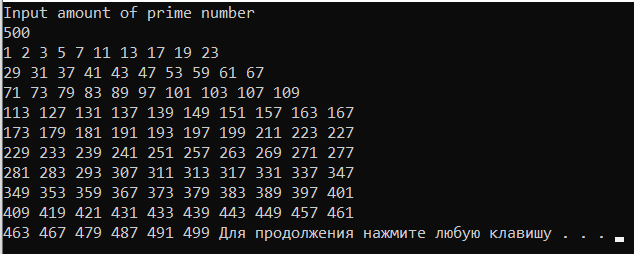 Input amount of prime number
500
1 2 3 5 7 11 13 17 19 23
29 31 37 41 43 47 53 59 61 67
71 73 79 83 89 97 101 103 107 109
113 127 131 137 139 149 151 157 163 167
173 179 181 191 193 197 199 211 223 227
229 233 239 241 251 257 263 269 271 277
281 283 293 307 311 313 317 331 337 347
349 353 359 367 373 379 383 389 397 401
409 419 421 431 433 439 443 449 457 461
463 467 479 487 491 499 Для продолжения нажмите любую клавишу . . .